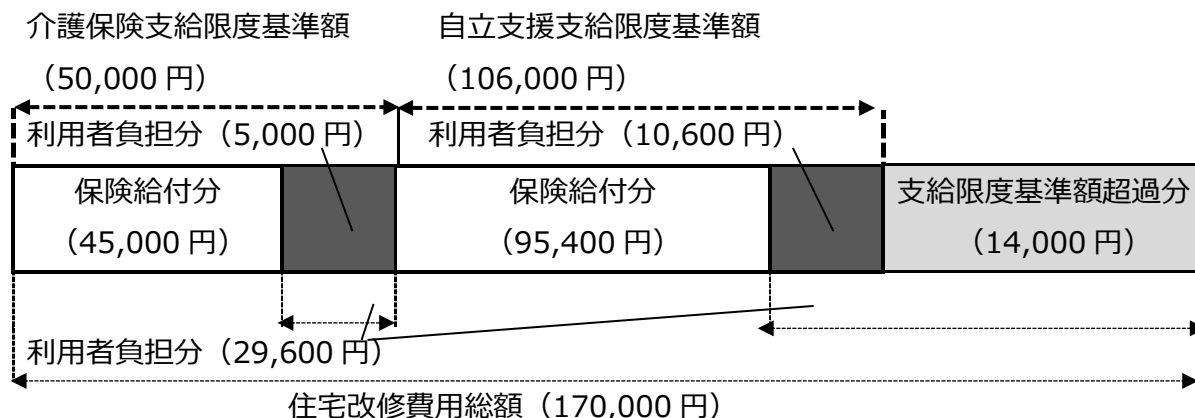 介護保険支給限度基準額
(50,000 円)
自立支援支給限度基準額
(106,000 円)
利用者負担分(5,000 円)
利用者負担分(10,600 円)
保険給付分
(45,000 円)
保険給付分
(95,400 円)
支給限度基準額超過分
(14,000 円)
利用者負担分(29,600 円)
住宅改修費用総額(170,000 円)